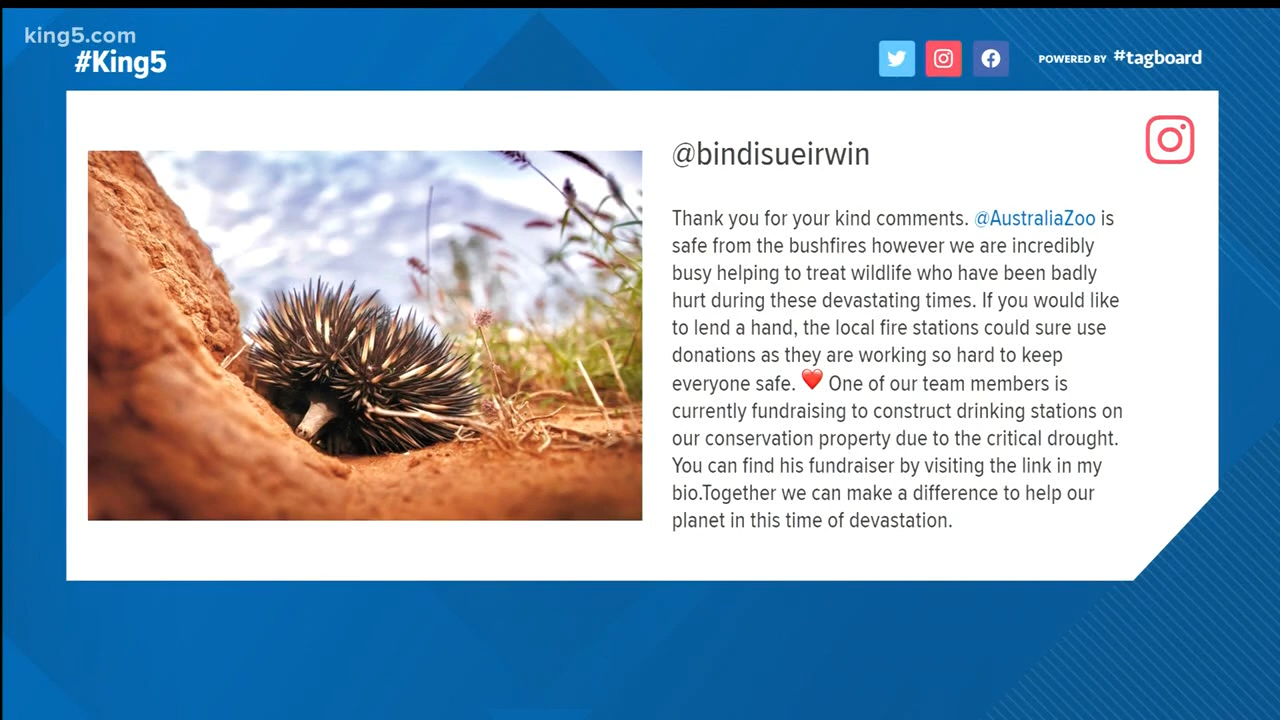 king5.com
#King5
POWERED BY #tagboard
@bindisueirwin
Thank you for your kind comments. @AustraliaZoo is
safe from the bushfires however we are incredibly
busy helping to treat wildlife who have been badly
hurt during these devastating times. If you would like
to lend a hand, the local fire stations could sure use
donations as they are working so hard to keep
everyone safe. ❤️ One of our team members is
currently fundraising to construct drinking stations on
our conservation property due to the critical drought.
You can find his fundraiser by visiting the link in my
bio.Together we can make a difference to help our
planet in this time of devastation.